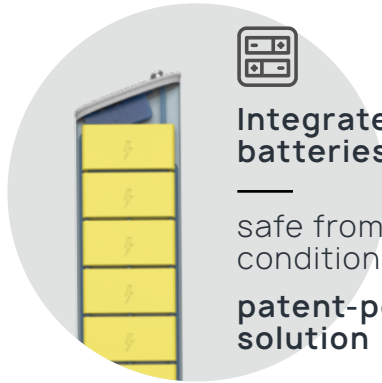 Integrate
batteries
safe from
condition
patent-p
solution